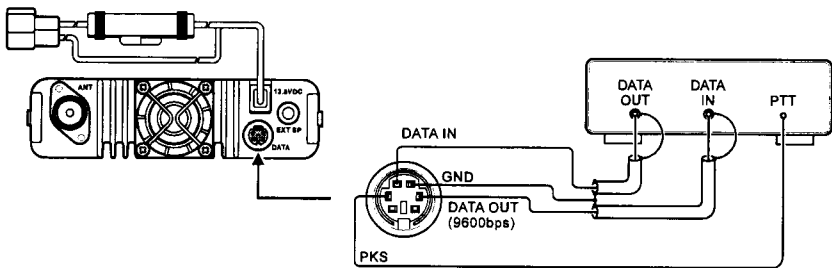 ANT
13.8VDC
EXT SP
DATA
DATA IN
GND
DATA OUT
(9600bps)
PKS
DATA
OUT
DATA
IN
PTT